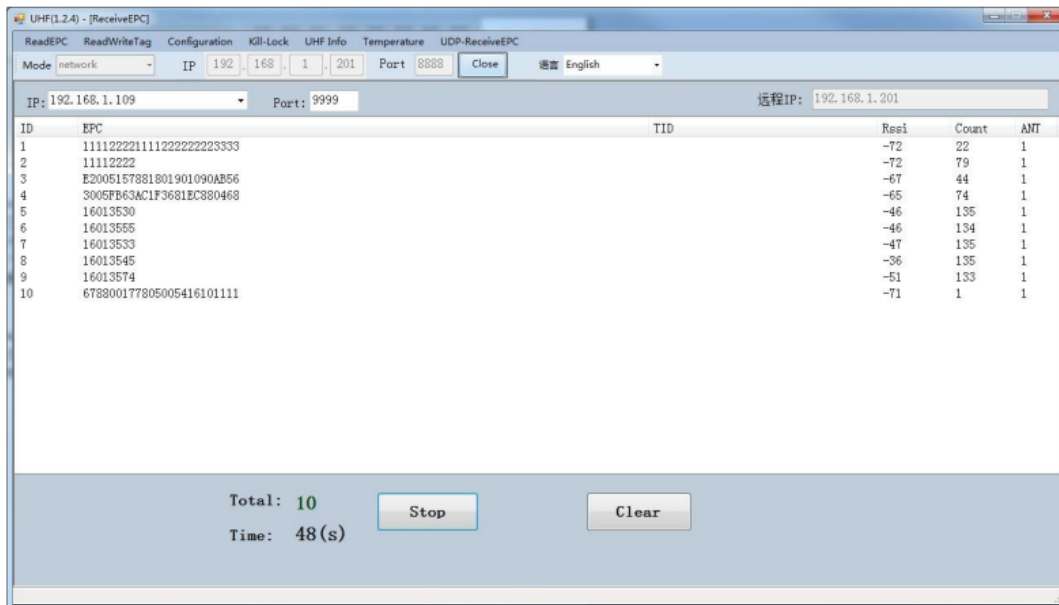 UHF(1.2.4) - [ReceiveEPC]
ReadEPC ReadWriteTag Configuration Kill-Lock UHF Info Temperature UDP-ReceiveEPC
Mode network IP 192 . 168 . 1 . 201 Port 8888 Close 语言 English
IP: 192.168.1.109 Port: 9999 远程IP: 192.168.1.201
ID EPC TID Rssi Count ANT
1 111122221111222222223333 -72 22 1
2 11112222 -72 79 1
3 E2005157881801901090AB56 -67 44 1
4 3005FB63AC1F3681EC880468 -65 74 1
5 16013530 -46 135 1
6 16013555 -46 134 1
7 16013533 -47 135 1
8 16013545 -36 135 1
9 16013574 -51 133 1
10 678800177805005416101111 -71 1 1
Total: 10 Stop Clear
Time: 48(s)